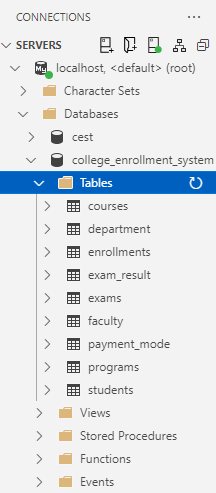 CONNECTIONS
SERVERS
localhost, <default> (root)
Character Sets
Databases
cest
college_enrollment_system
Tables
courses
department
enrollments
exam_result
exams
faculty
payment_mode
programs
students
Views
Stored Procedures
Functions
Events